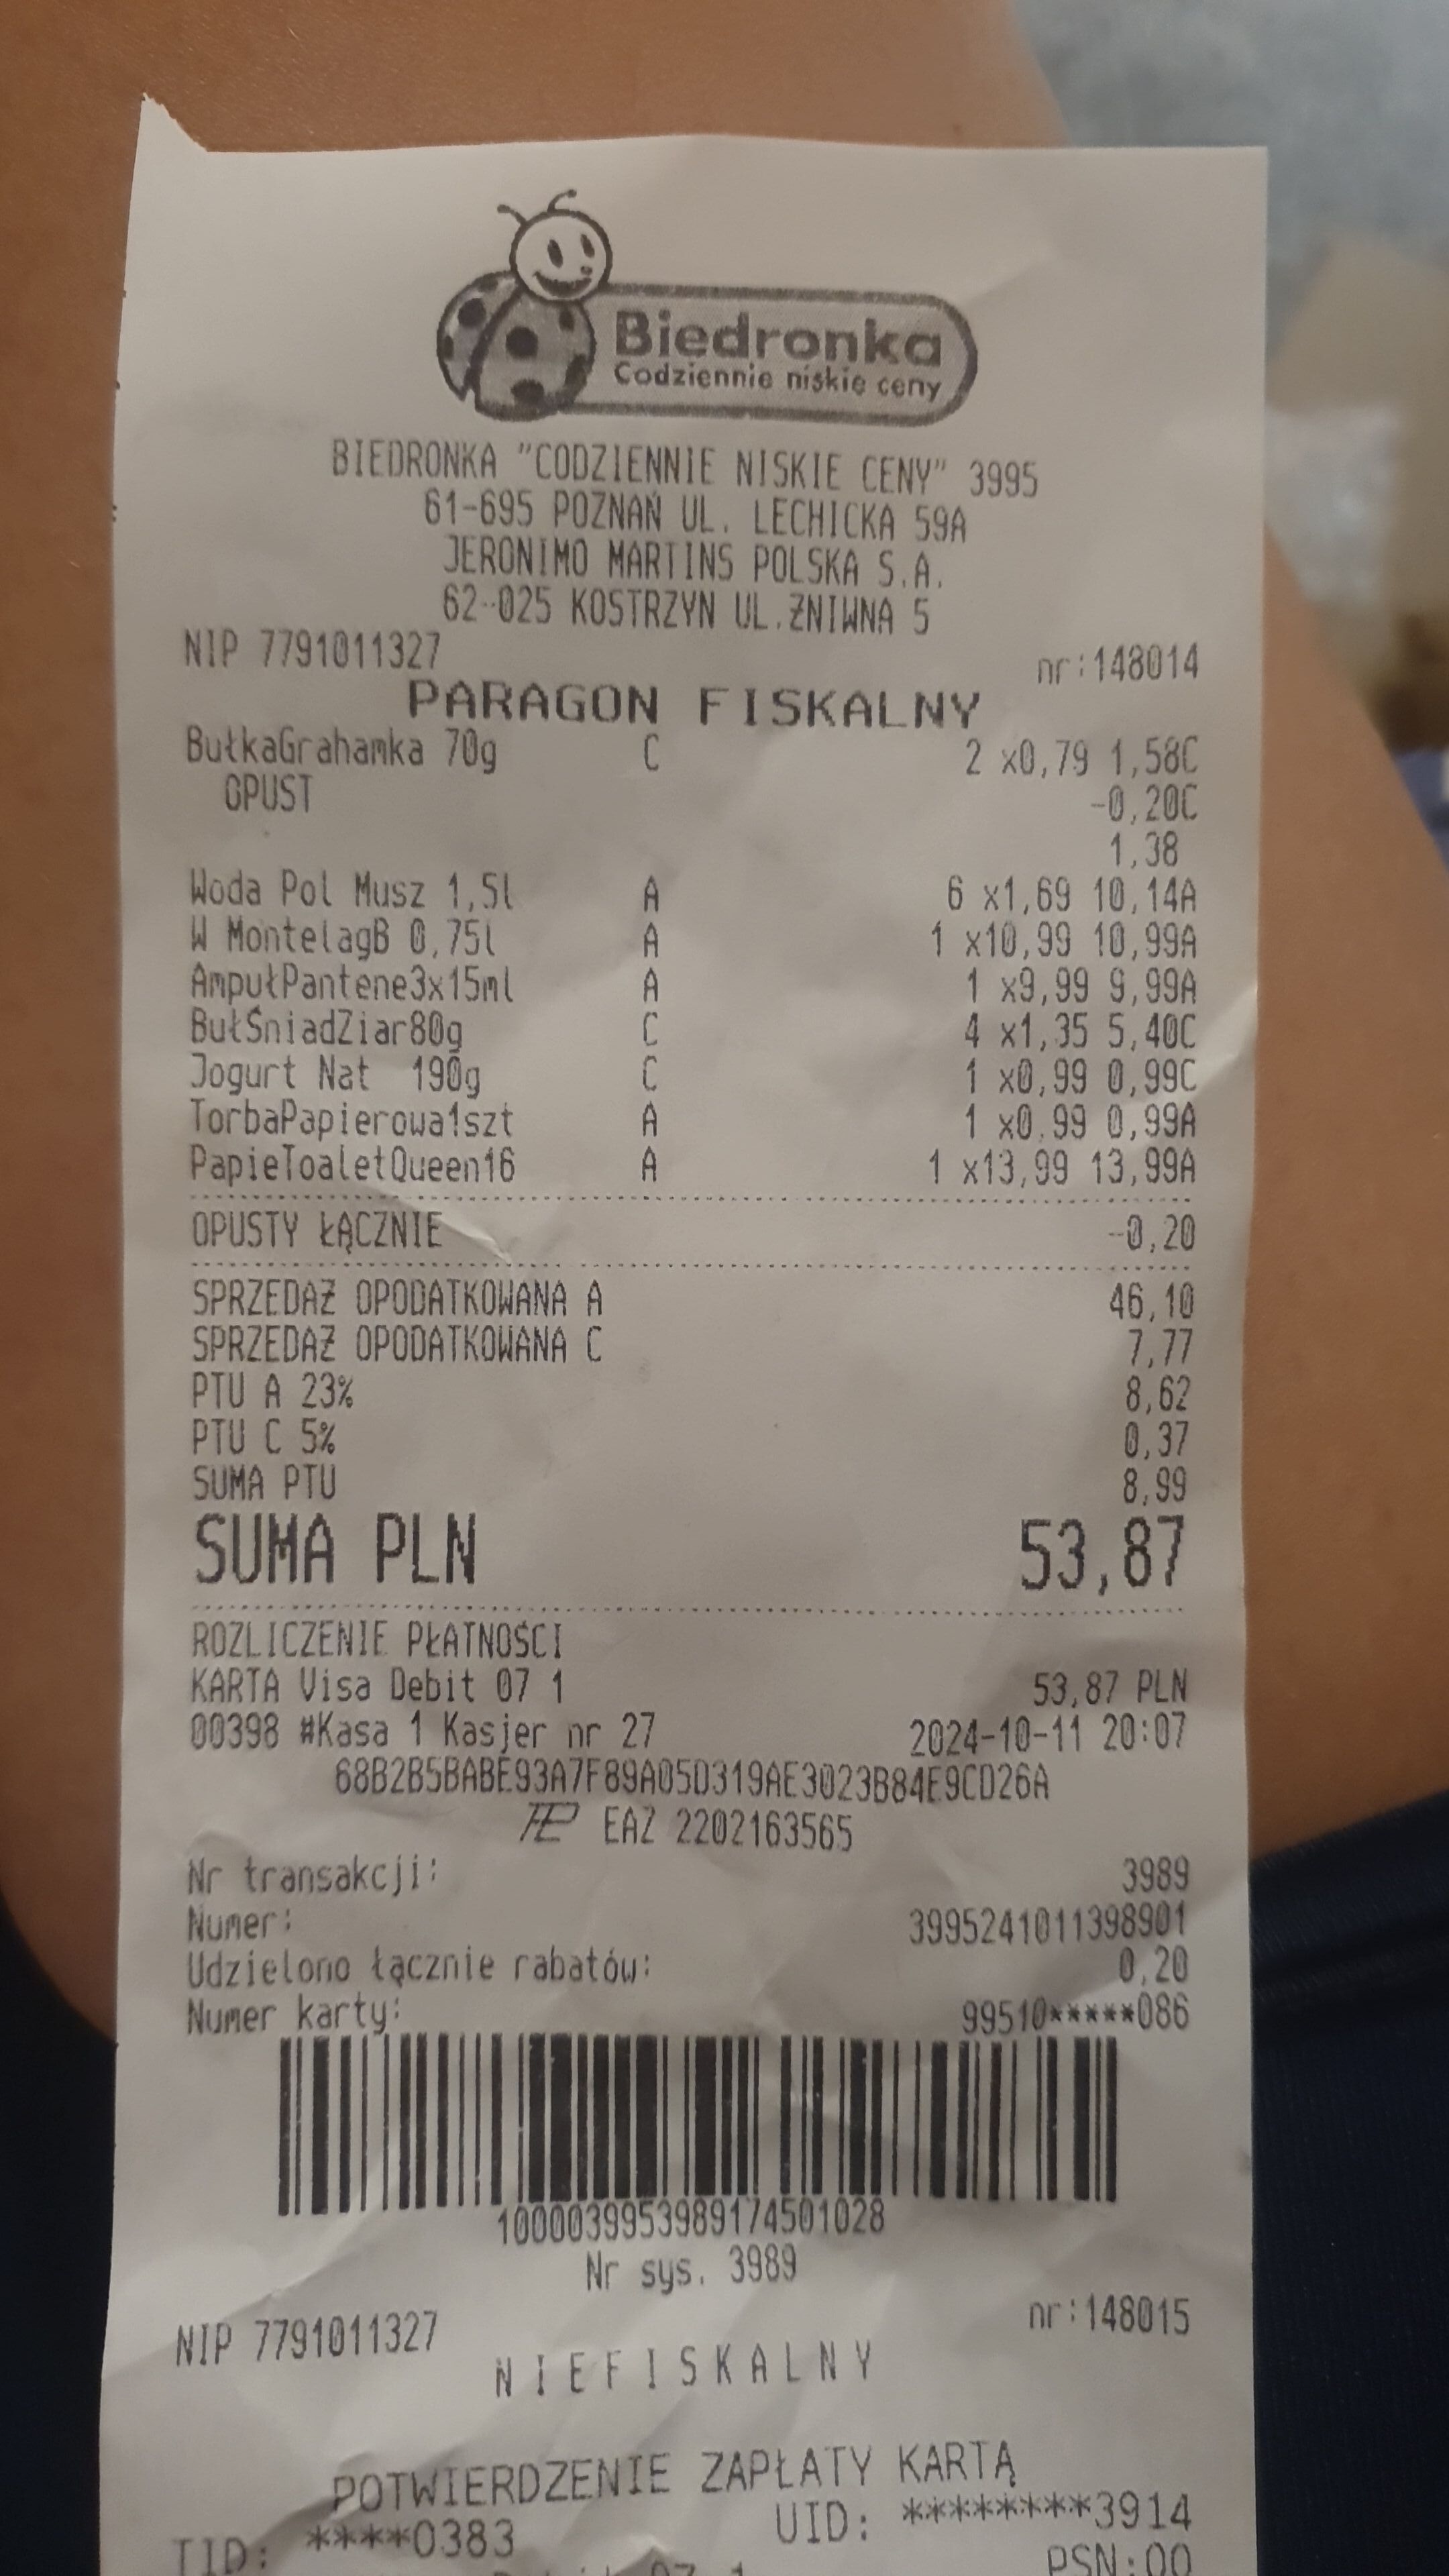 Biedronka
Codziennie niskie ceny
BIEDRONKA "CODZIENNIE NISKIE CENY" 3995
61-695 POZNAŃ UL. LECHICKA 59A
JERONIMO MARTINS POLSKA S.A.
62-025 KOSTRZYN UL.ŻNIWNA 5
NIP 7791011327 nr:148014
PARAGON FISKALNY
BułkaGrahamka 70g C 2 x0,79 1,58C
OPUST -0,20C
1,38
Woda Pol Musz 1,5l A 6 x1,69 10,14A
W MontelagB 0,75l A 1 x10,99 10,99A
AmpułPantene3x15ml A 1 x9,99 9,99A
BułŚniadZiar80g C 4 x1,35 5,40C
Jogurt Nat 190g C 1 x0,99 0,99C
TorbaPapierowa1szt A 1 x0,99 0,99A
PapieToaletQueen16 A 1 x13,99 13,99A
OPUSTY ŁĄCZNIE -0,20
SPRZEDAŻ OPODATKOWANA A 46,10
SPRZEDAŻ OPODATKOWANA C 7,77
PTU A 23% 8,62
PTU C 5% 0,37
SUMA PTU 8,99
SUMA PLN 53,87
ROZLICZENIE PŁATNOŚCI
KARTA Visa Debit 07 1 53,87 PLN
00398 #Kasa 1 Kasjer nr 27 2024-10-11 20:07
68B2B5BABE93A7F89A05D319AE3023B84E9CD26A
EAZ 2202163565
Nr transakcji: 3989
Numer: 3995241011398901
Udzielono łącznie rabatów: 0,20
Numer karty: 99510*****086
1000039953989174501028
Nr sys. 3989
NIP 7791011327 nr:148015
NIEFISKALNY
POTWIERDZENIE ZAPŁATY KARTĄ
TID: ****0383 UID: ********3914
PSN:00